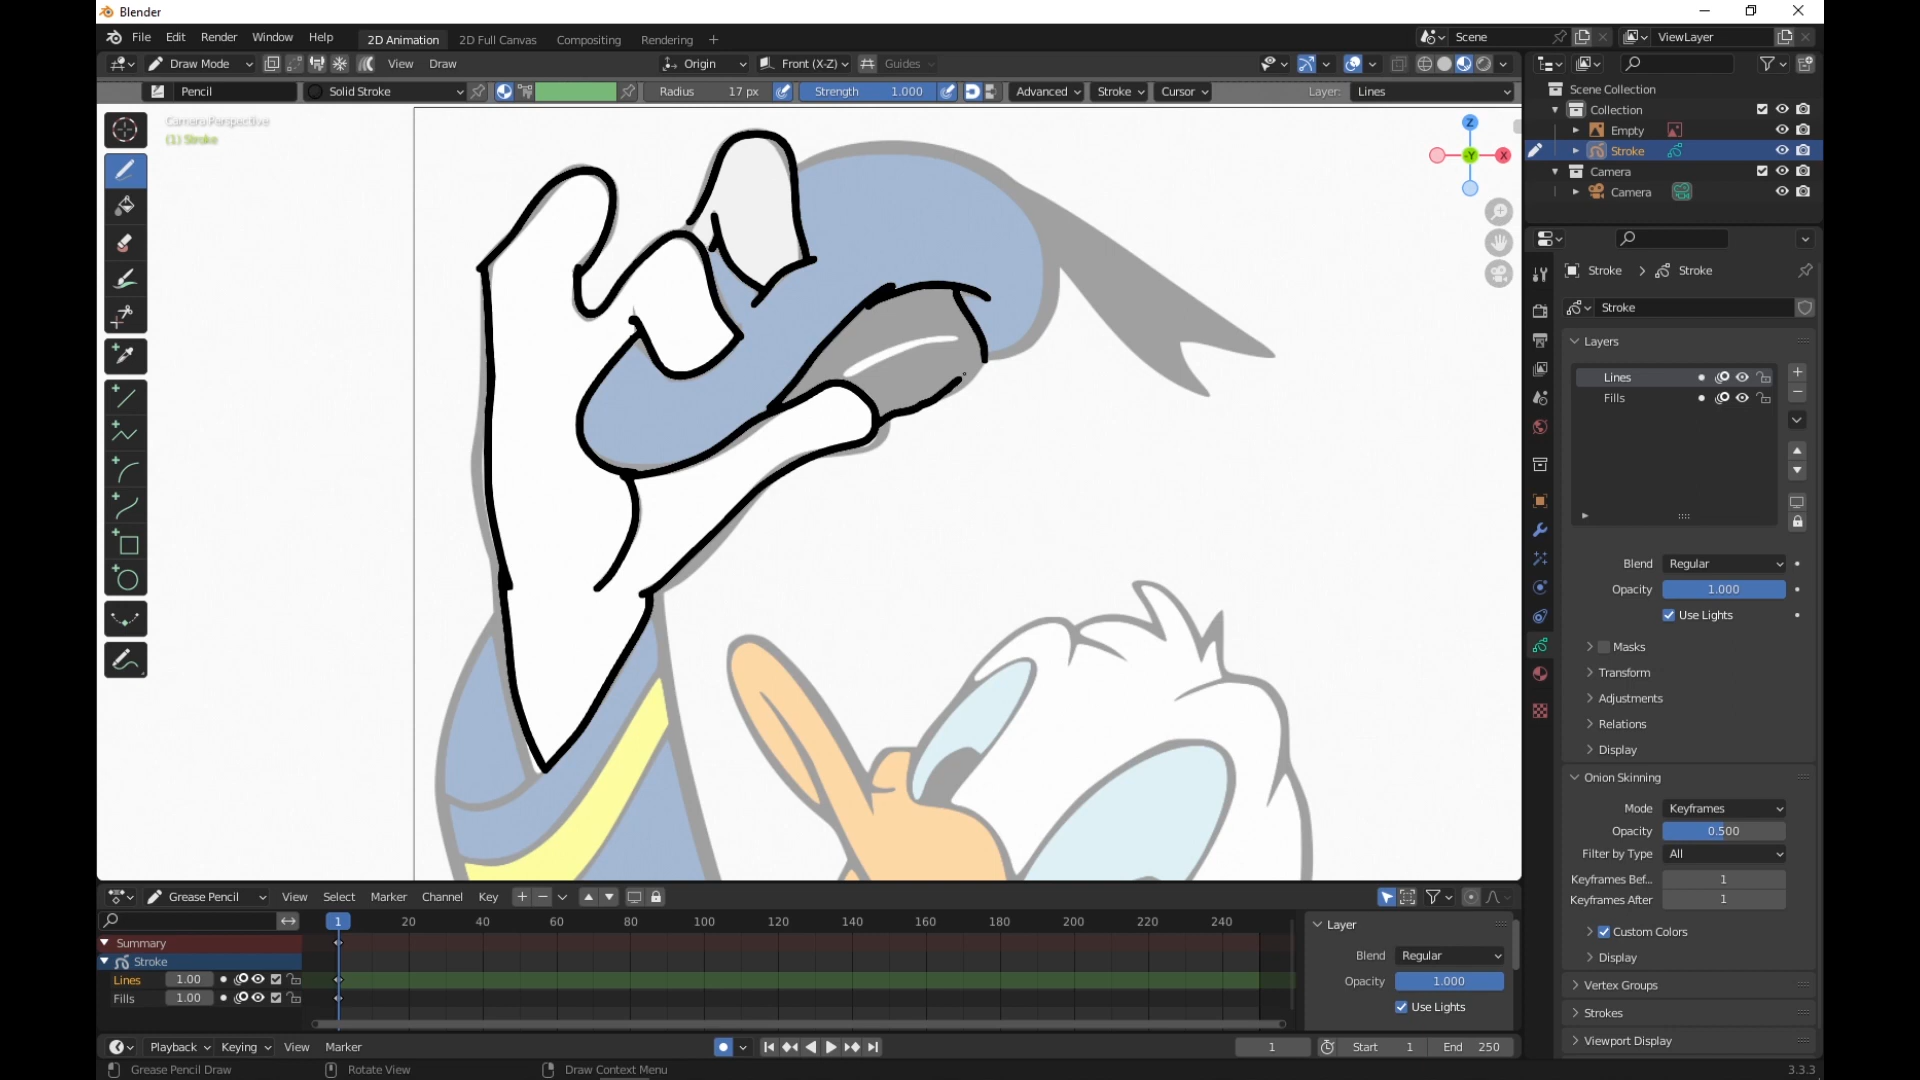 Blender
File Edit Render Window Help 2D Animation 2D Full Canvas Compositing Rendering + Scene ViewLayer
Draw Mode View Draw Origin Front (X-Z) Guides
Pencil Solid Stroke Radius 17 px Strength 1.000 Advanced Stroke Cursor Layer: Lines
Camera Perspective
(1) Stroke
Z
X
-Y
Scene Collection
Collection
Empty
Stroke
Camera
Camera
Stroke > Stroke
Stroke
Layers
Lines
Fills
Blend Regular
Opacity 1.000
Use Lights
Masks
Transform
Adjustments
Relations
Display
Onion Skinning
Mode Keyframes
Opacity 0.500
Filter by Type All
Keyframes Bef... 1
Keyframes After 1
Custom Colors
Display
Vertex Groups
Strokes
Viewport Display
Grease Pencil View Select Marker Channel Key
1 20 40 60 80 100 120 140 160 180 200 220 240
Summary
Stroke
Lines 1.00
Fills 1.00
Layer
Blend Regular
Opacity 1.000
Use Lights
Playback Keying View Marker 1 Start 1 End 250
Grease Pencil Draw Rotate View Draw Context Menu 3.3.3